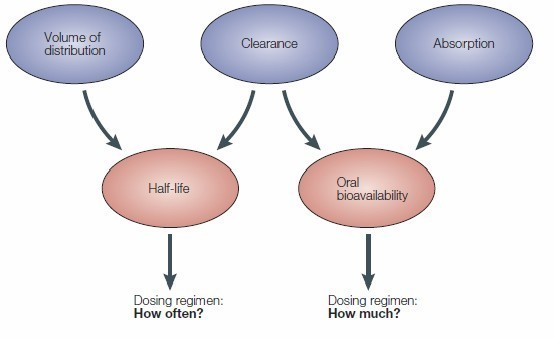 Volume of
distribution
Clearance
Absorption
Half-life
Oral
bioavailability
Dosing regimen:
How often?
Dosing regimen:
How much?